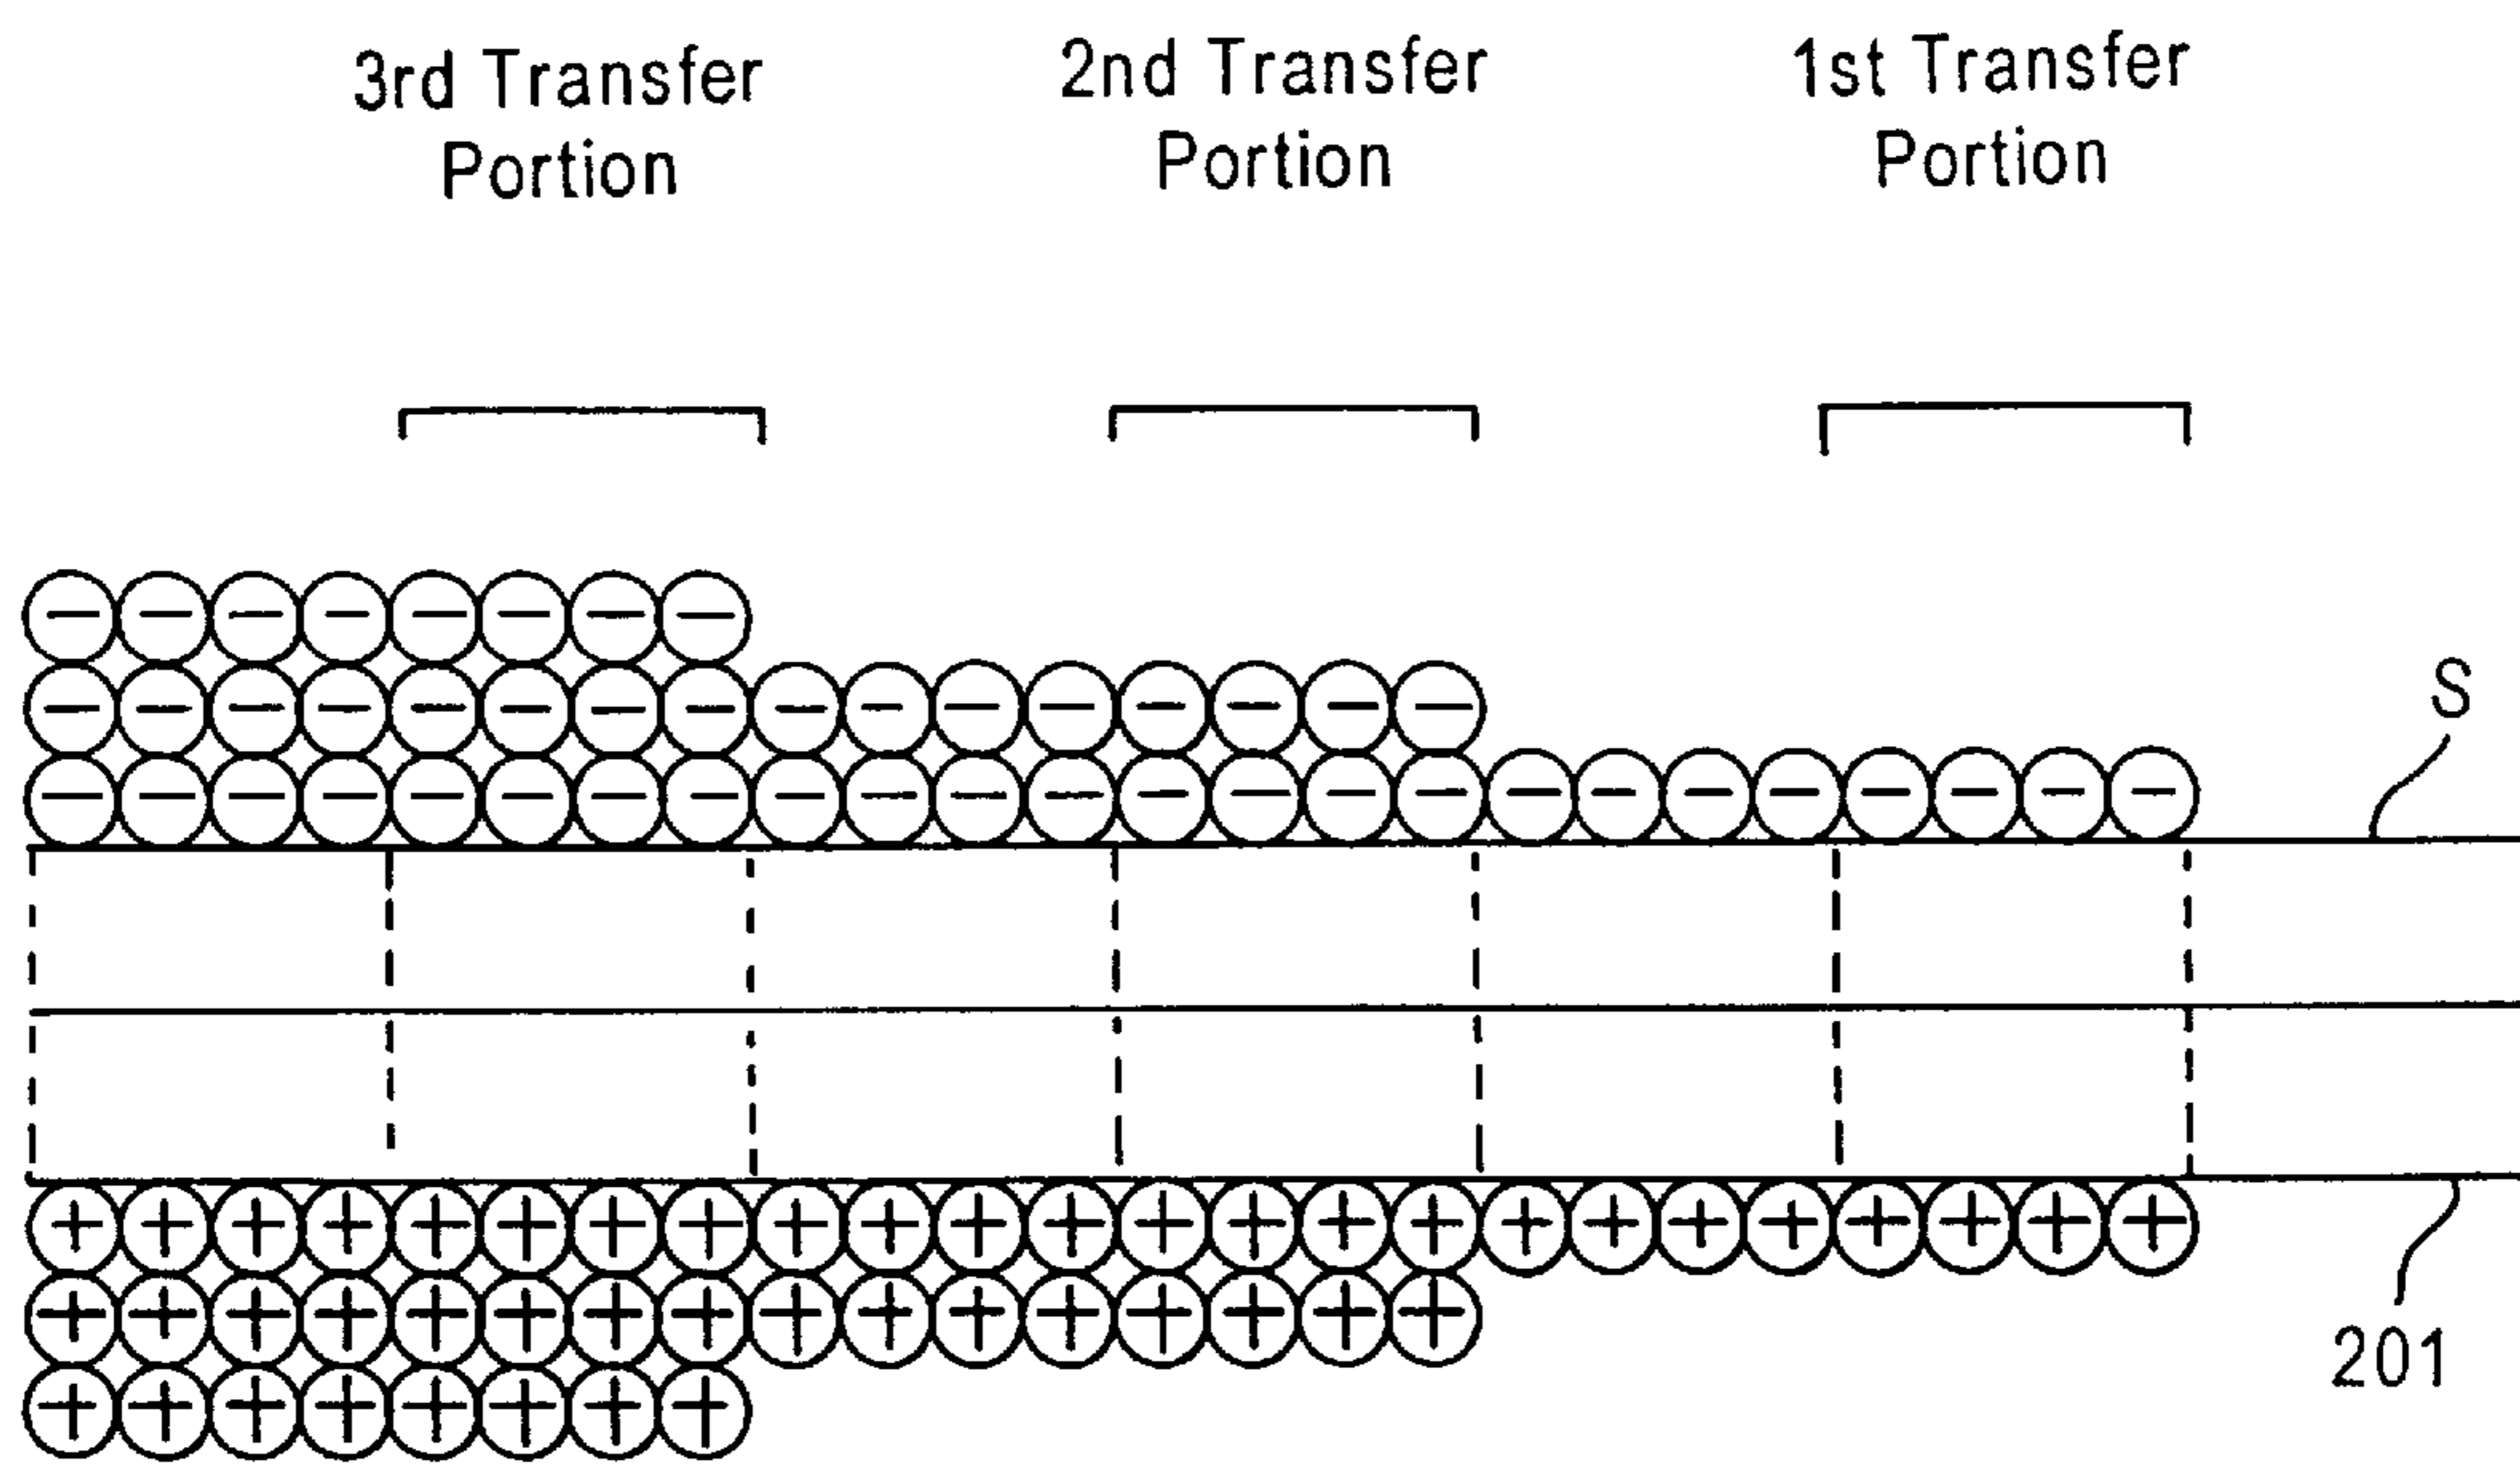 3rd Transfer
Portion
2nd Transfer
Portion
1st Transfer
Portion
S
201